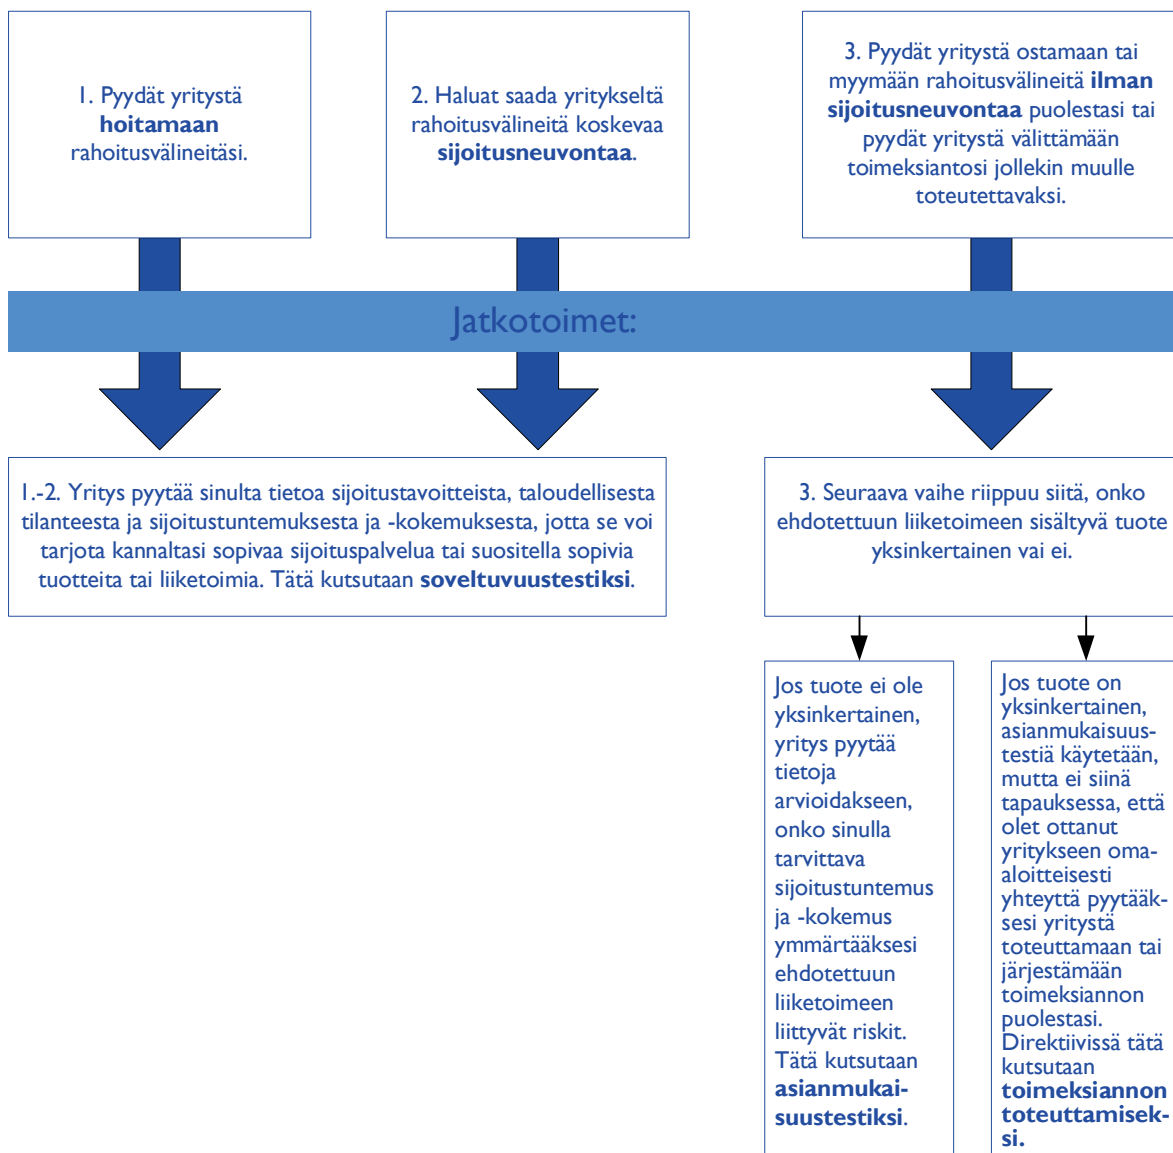 1. Pyydät yritystä
hoitamaan
rahoitusvälineitäsi.
2. Haluat saada yritykseltä
rahoitusvälineitä koskevaa
sijoitusneuvontaa.
3. Pyydät yritystä ostamaan tai
myymään rahoitusvälineitä ilman
sijoitusneuvontaa puolestasi tai
pyydät yritystä välittämään
toimeksiantosi jollekin muulle
toteutettavaksi.
Jatkotoimet:
1.-2. Yritys pyytää sinulta tietoa sijoitustavoitteista, taloudellisesta
tilanteesta ja sijoitustuntemuksesta ja -kokemuksesta, jotta se voi
tarjota kannaltasi sopivaa sijoituspalvelua tai suositella sopivia
tuotteita tai liiketoimia. Tätä kutsutaan soveltuvuustestiksi.
3. Seuraava vaihe riippuu siitä, onko
ehdotettuun liiketoimeen sisältyvä tuote
yksinkertainen vai ei.
Jos tuote ei ole
yksinkertainen,
yritys pyytää
tietoja
arvioidakseen,
onko sinulla
tarvittava
sijoitustuntemus
ja -kokemus
ymmärtääksesi
ehdotettuun
liiketoimeen
liittyvät riskit.
Tätä kutsutaan
asianmukai-
suustestiksi.
Jos tuote on
yksinkertainen,
asianmukaisuus-
testiä käytetään,
mutta ei siinä
tapauksessa, että
olet ottanut
yritykseen oma-
aloitteisesti
yhteyttä pyytääk-
sesi yritystä
toteuttamaan tai
järjestämään
toimeksiannon
puolestasi.
Direktiivissä tätä
kutsutaan
toimeksiannon
toteuttamisek-
si.